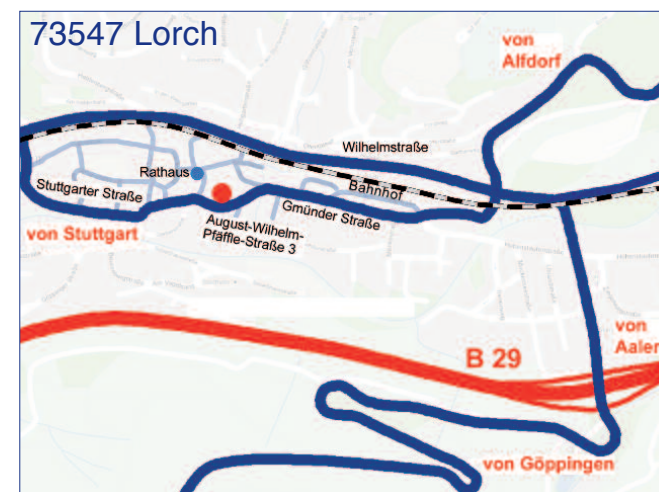 73547 Lorch
von
Alfdorf
Wilhelmstraße
Rathaus
Bahnhof
Stuttgarter Straße
Gmünder Straße
August-Wilhelm-
Pfäffle-Straße 3
von Stuttgart
von
Aalen
B 29
von Göppingen